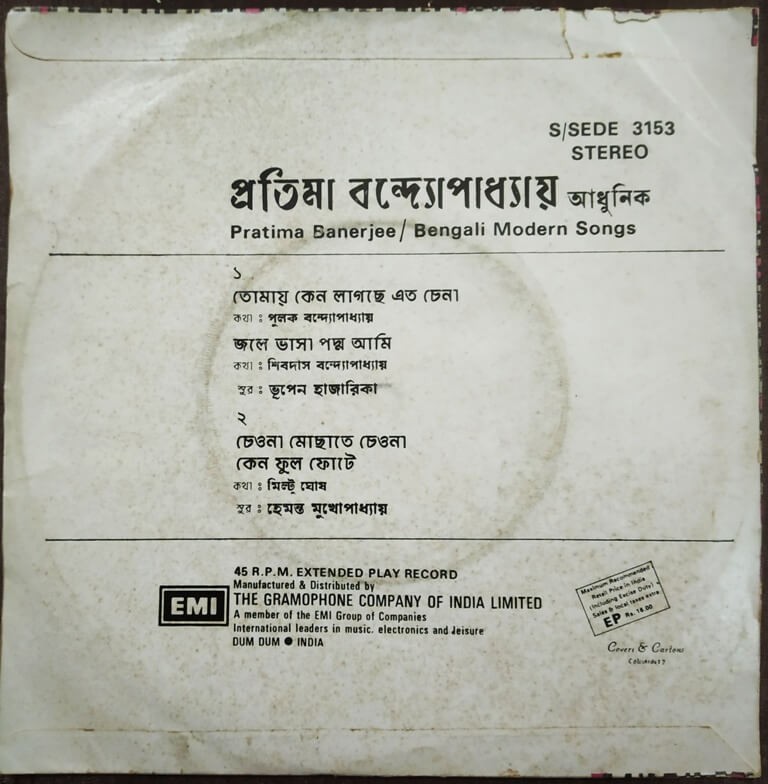 S/SEDE 3153
STEREO
প্রতিমা বন্দ্যোপাধ্যায় আধুনিক
Pratima Banerjee / Bengali Modern Songs
১
তোমায় কেন লাগছে এত চেনা
কথা : পুলক বন্দ্যোপাধ্যায়
জলে ভাসা পদ্ম আমি
কথা : শিবদাস বন্দ্যোপাধ্যায়
সুর : ভূপেন হাজারিকা
২
চেওনা মোছাতে চেওনা
কেন ফুল ফোটে
কথা : মিল্টু ঘোষ
সুর : হেমন্ত মুখোপাধ্যায়
45 R.P.M. EXTENDED PLAY RECORD
Manufactured & Distributed by
EMI THE GRAMOPHONE COMPANY OF INDIA LIMITED
A member of the EMI Group of Companies
International leaders in music, electronics and leisure
DUM DUM ● INDIA
Maximum Recommended
Retail Price in India
(Including Excise Duty)
Sales & local taxes extra
EP Rs. 18.00
Covers & Cartons